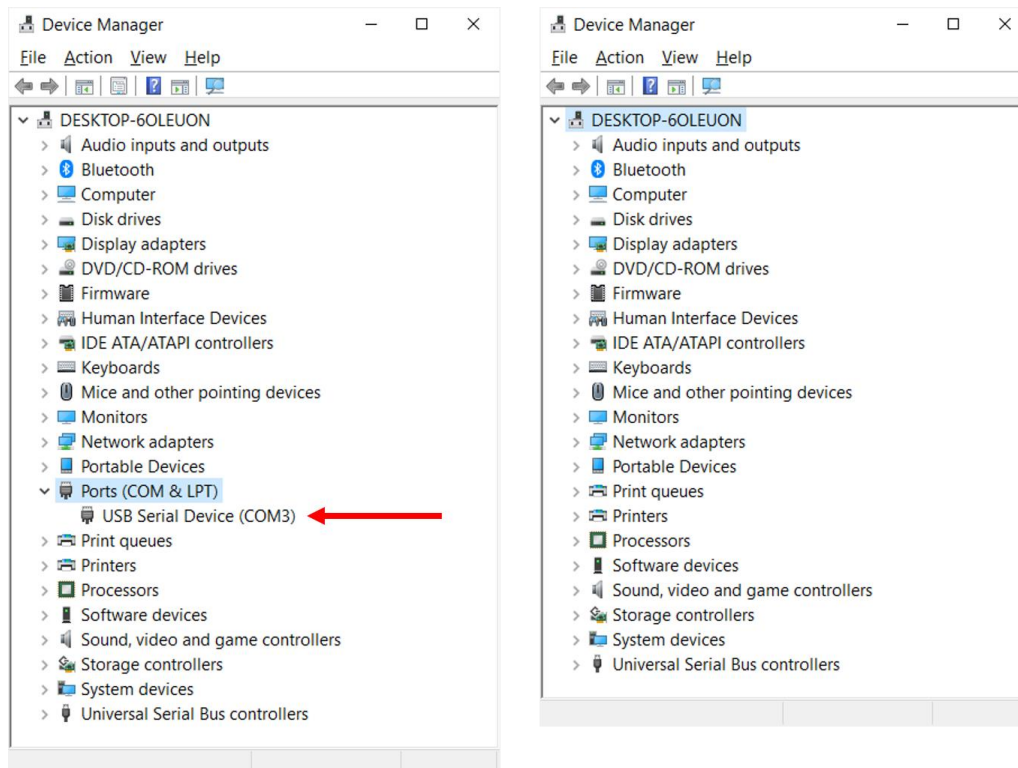 Device Manager
File Action View Help
DESKTOP-6OLEUON
Audio inputs and outputs
Bluetooth
Computer
Disk drives
Display adapters
DVD/CD-ROM drives
Firmware
Human Interface Devices
IDE ATA/ATAPI controllers
Keyboards
Mice and other pointing devices
Monitors
Network adapters
Portable Devices
Ports (COM & LPT)
USB Serial Device (COM3)
Print queues
Printers
Processors
Software devices
Sound, video and game controllers
Storage controllers
System devices
Universal Serial Bus controllers
Device Manager
File Action View Help
DESKTOP-6OLEUON
Audio inputs and outputs
Bluetooth
Computer
Disk drives
Display adapters
DVD/CD-ROM drives
Firmware
Human Interface Devices
IDE ATA/ATAPI controllers
Keyboards
Mice and other pointing devices
Monitors
Network adapters
Portable Devices
Print queues
Printers
Processors
Software devices
Sound, video and game controllers
Storage controllers
System devices
Universal Serial Bus controllers